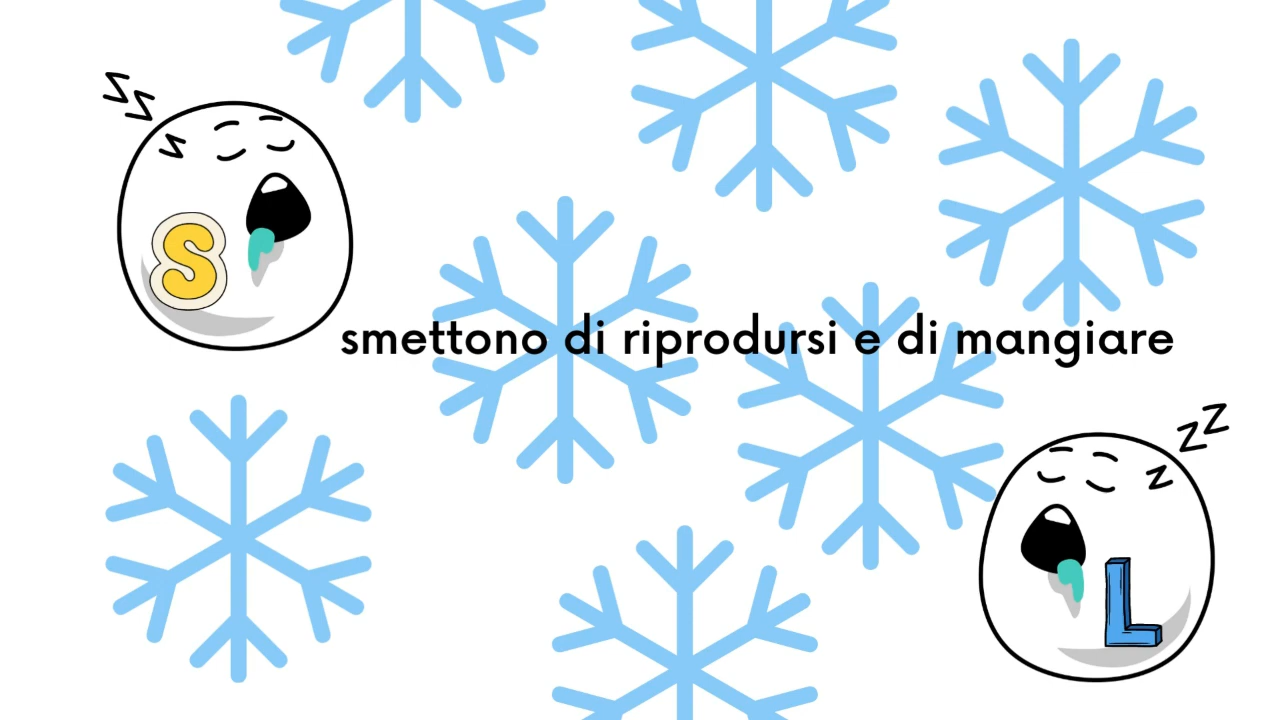 z z z
S
smettono di riprodursi e di mangiare
z z z
L